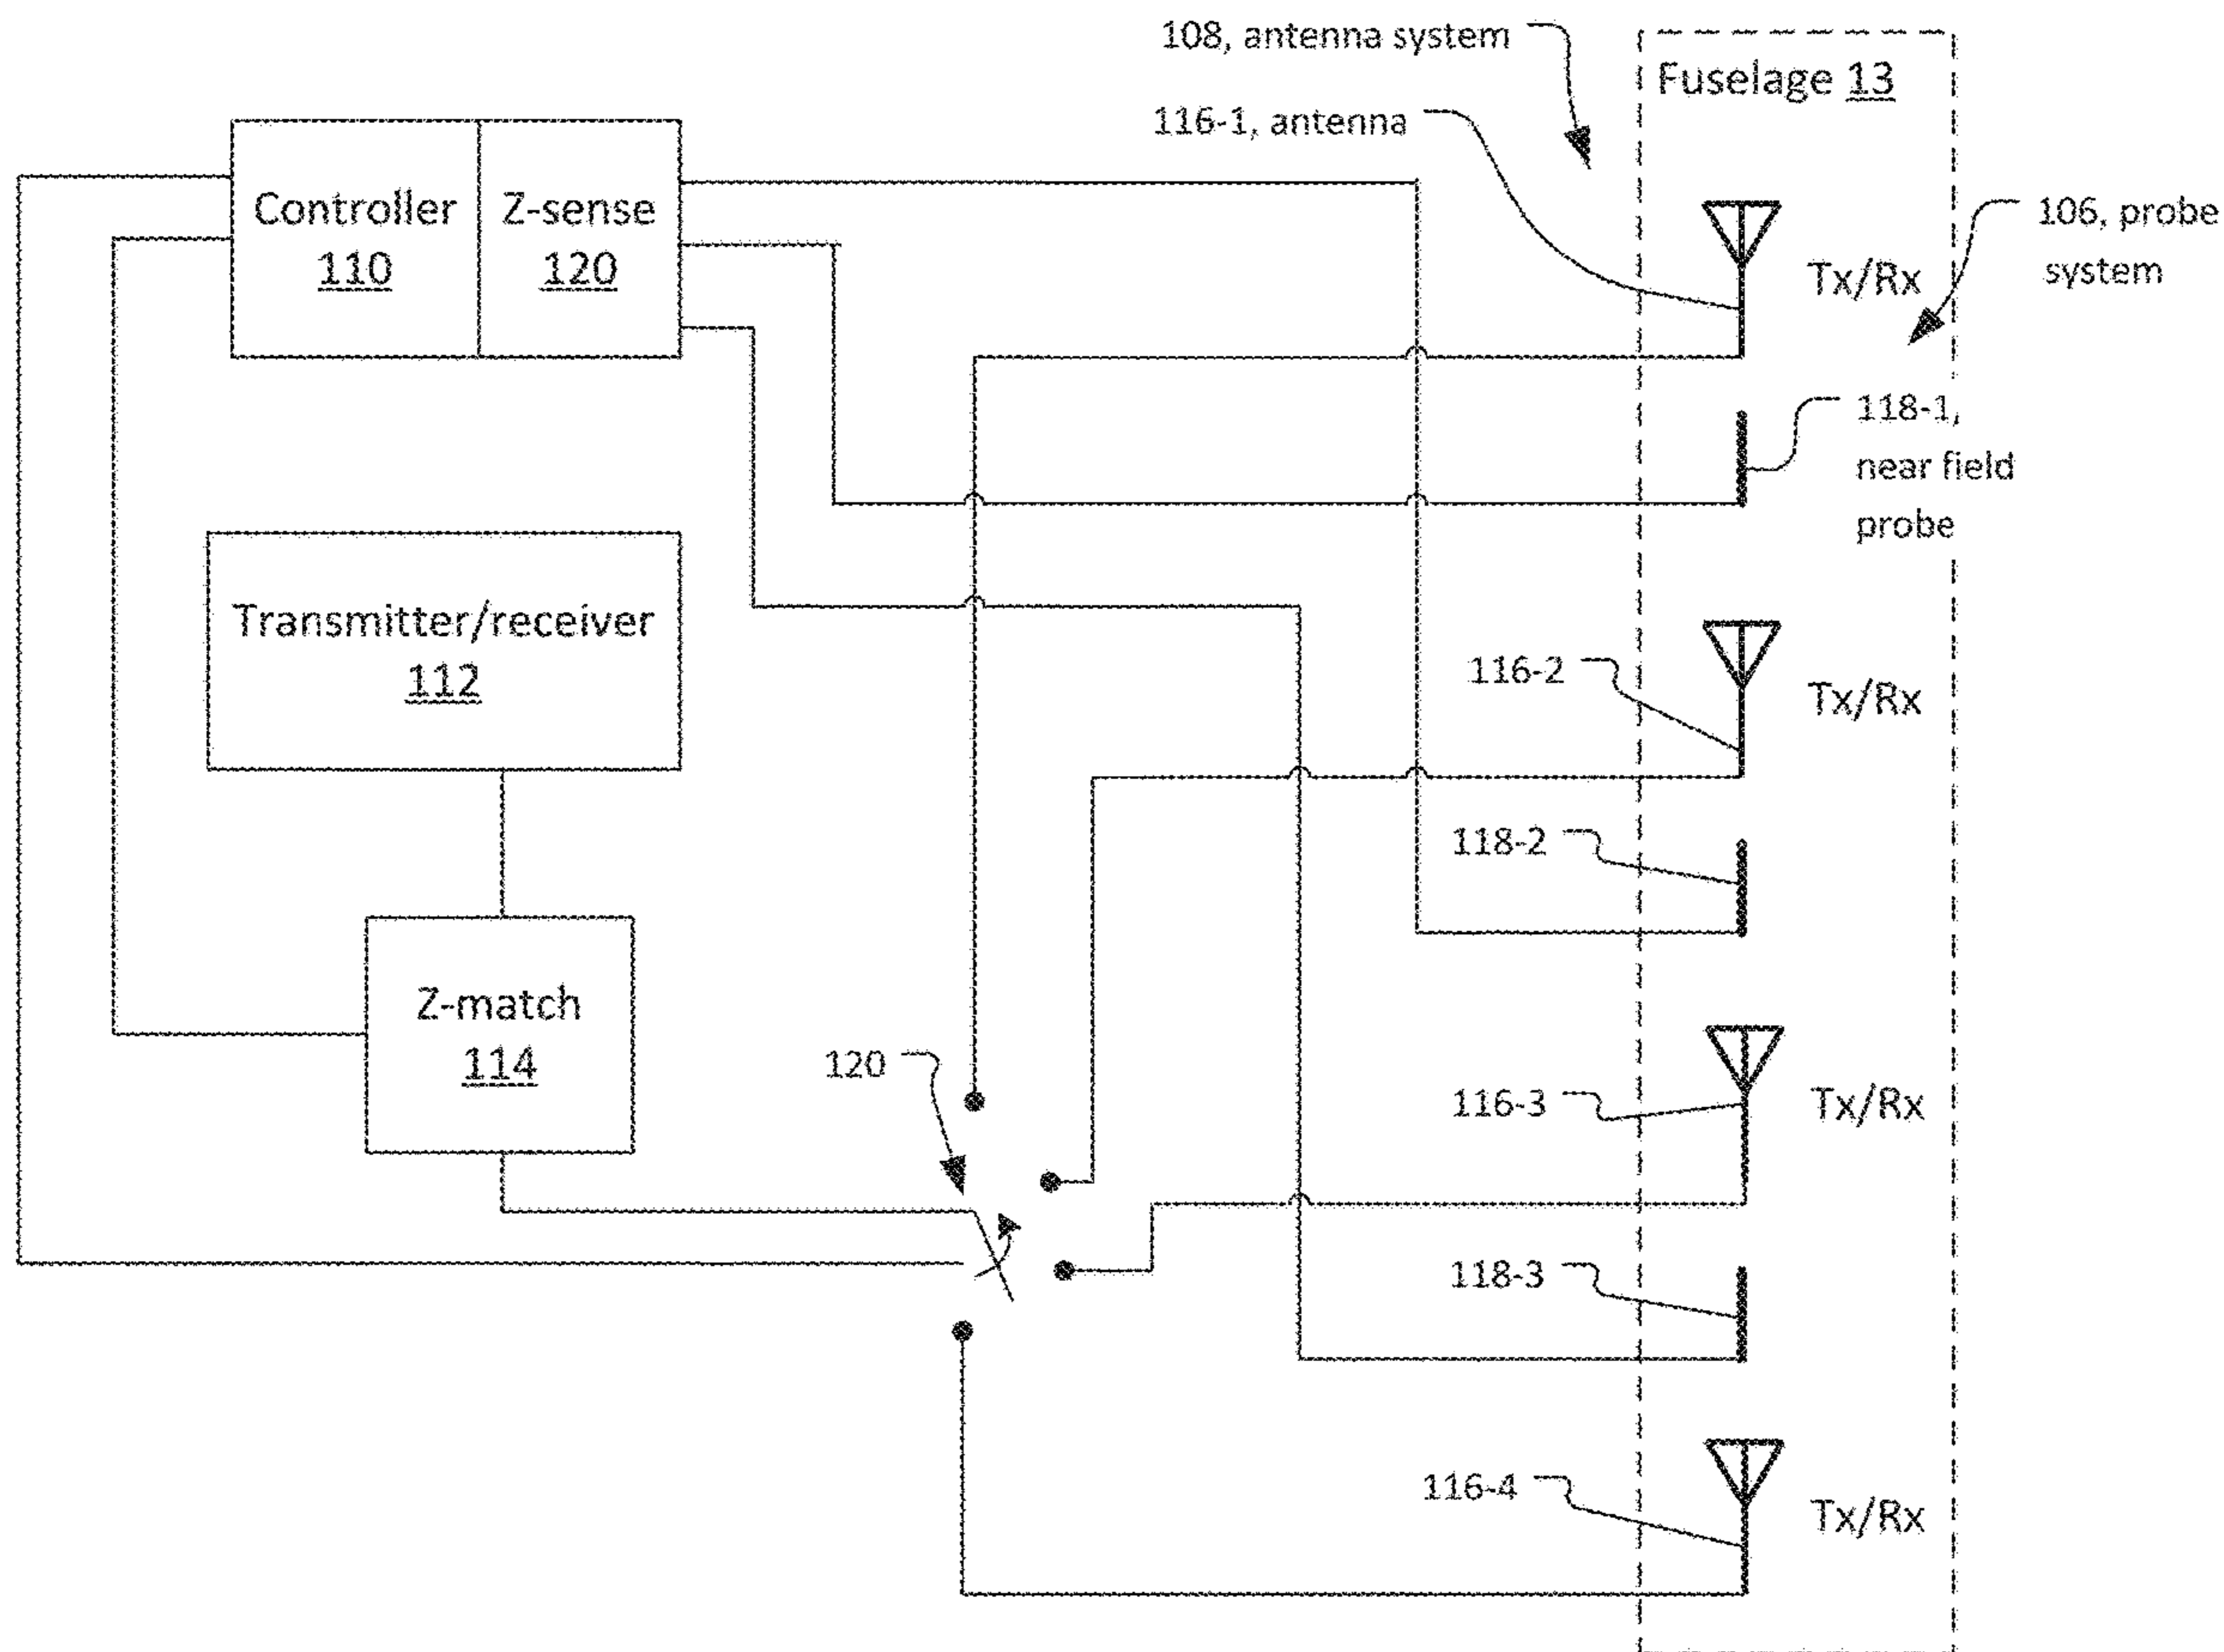 108, antenna system
Fuselage 13
116-1, antenna
Controller
110
Z-sense
120
106, probe
system
Tx/Rx
118-1,
near field
probe
Transmitter/receiver
112
116-2
Tx/Rx
118-2
Z-match
114
120
116-3
Tx/Rx
118-3
116-4
Tx/Rx